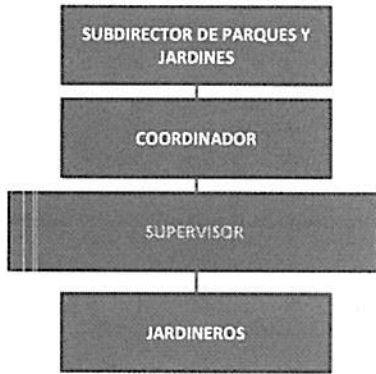 SUBDIRECTOR DE PARQUES Y
JARDINES
COORDINADOR
SUPERVISOR
JARDINEROS